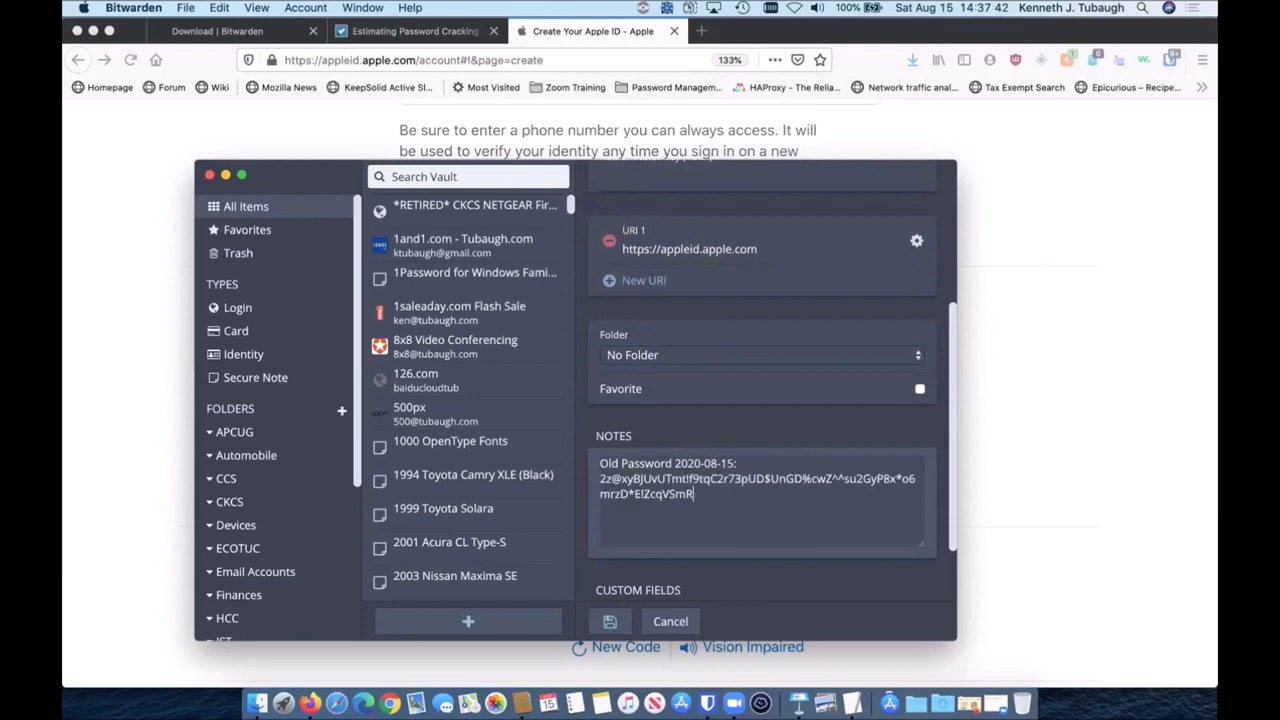 Bitwarden File Edit View Account Window Help 100% Sat Aug 15 14:37:42 Kenneth J. Tubaugh
Download | Bitwarden Estimating Password Cracking Create Your Apple ID - Apple
https://appleid.apple.com/account#!&page=create 133%
Homepage Forum Wiki Mozilla News KeepSolid Active Sl... Most Visited Zoom Training Password Managem... HAProxy - The Relia... Network traffic anal... Tax Exempt Search Epicurious – Recipe...
Be sure to enter a phone number you can always access. It will
be used to verify your identity any time you sign in on a new
Search Vault
All Items
Favorites
Trash
TYPES
Login
Card
Identity
Secure Note
FOLDERS
APCUG
Automobile
CCS
CKCS
Devices
ECOTUC
Email Accounts
Finances
HCC
IST
*RETIRED* CKCS NETGEAR Fir...
1and1.com - Tubaugh.com
ktubaugh@gmail.com
1Password for Windows Fami...
1saleaday.com Flash Sale
ken@tubaugh.com
8x8 Video Conferencing
8x8@tubaugh.com
126.com
baiducloudtub
500px
500@tubaugh.com
1000 OpenType Fonts
1994 Toyota Camry XLE (Black)
1999 Toyota Solara
2001 Acura CL Type-S
2003 Nissan Maxima SE
URI 1
https://appleid.apple.com
New URI
Folder
No Folder
Favorite
NOTES
Old Password 2020-08-15:
CUSTOM FIELDS
Cancel
New Code Vision Impaired